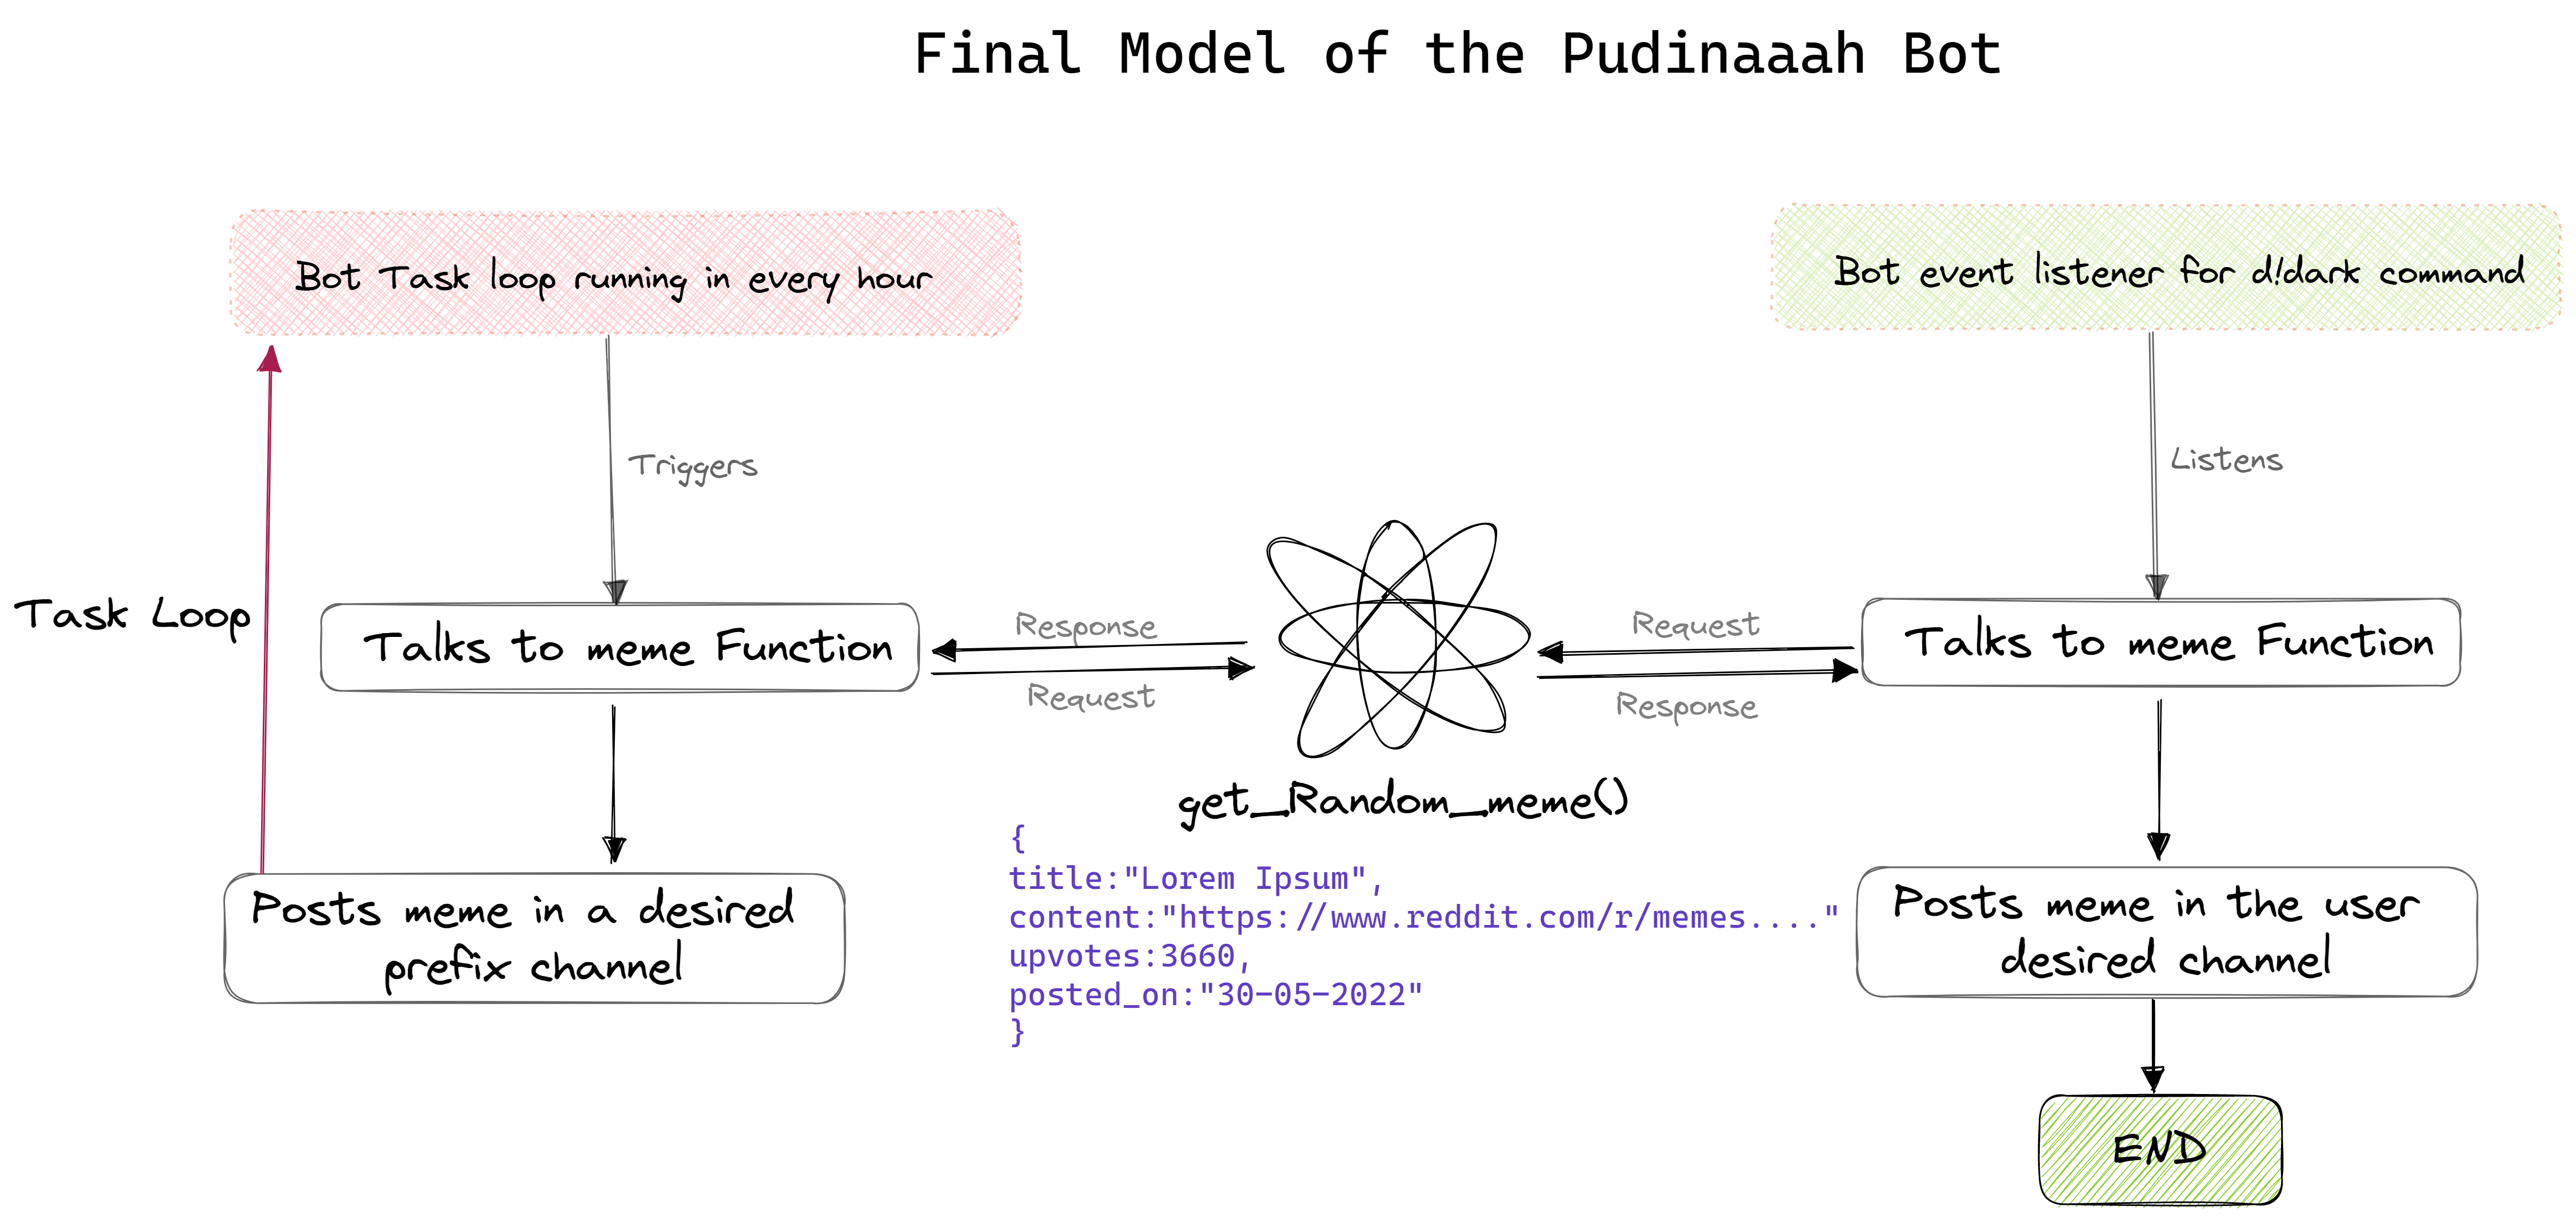 Final Model of the Pudinaaah Bot
Bot Task loop running in every hour
Bot event listener for d!dark command
Triggers
Listens
Task Loop
Talks to meme Function
Response
Request
Request
Response
Talks to meme Function
get_Random_meme()
{
title:"Lorem Ipsum",
content:"https://www.reddit.com/r/memes...."
upvotes:3660,
posted_on:"30-05-2022"
}
Posts meme in a desired
prefix channel
Posts meme in the user
desired channel
END